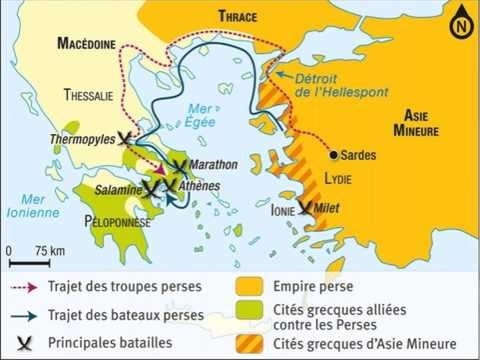 THRACE
N
MACÉDOINE
Détroit
de l'Hellespont
THESSALIE
Mer
Égée
ASIE
MINEURE
Thermopyles
Marathon
Sardes
Salamine
Athènes
LYDIE
Mer
Ionienne
IONIE
Milet
PÉLOPONNÈSE
0 75 km
Trajet des troupes perses
Empire perse
Trajet des bateaux perses
Cités grecques alliées
contre les Perses
Principales batailles
Cités grecques d'Asie Mineure